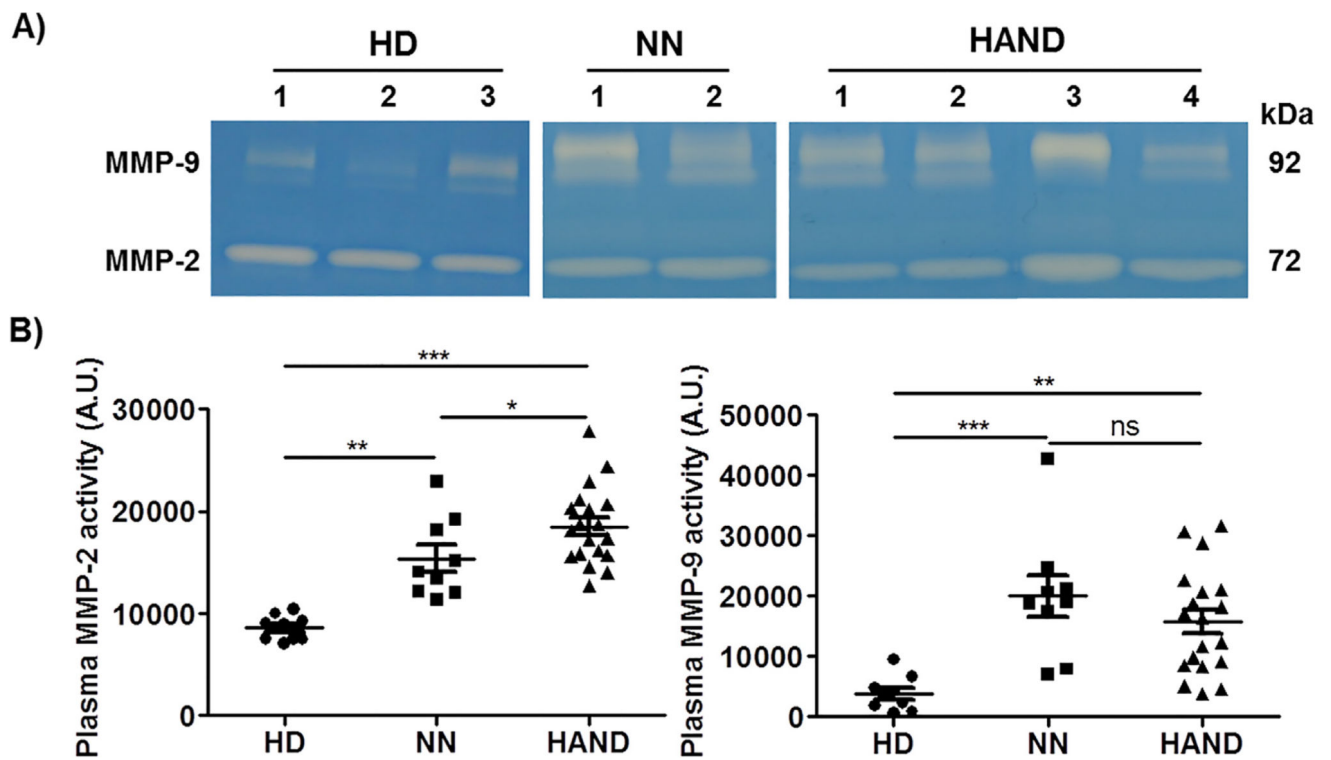 A)
HD NN HAND
1 2 3 1 2 1 2 3 4 kDa
MMP-9 92
MMP-2 72
B)
Plasma MMP-2 activity (A.U.)
***
*
**
30000
20000
10000
0
HD NN HAND
Plasma MMP-9 activity (A.U.)
**
*** ns
50000
40000
30000
20000
10000
0
HD NN HAND